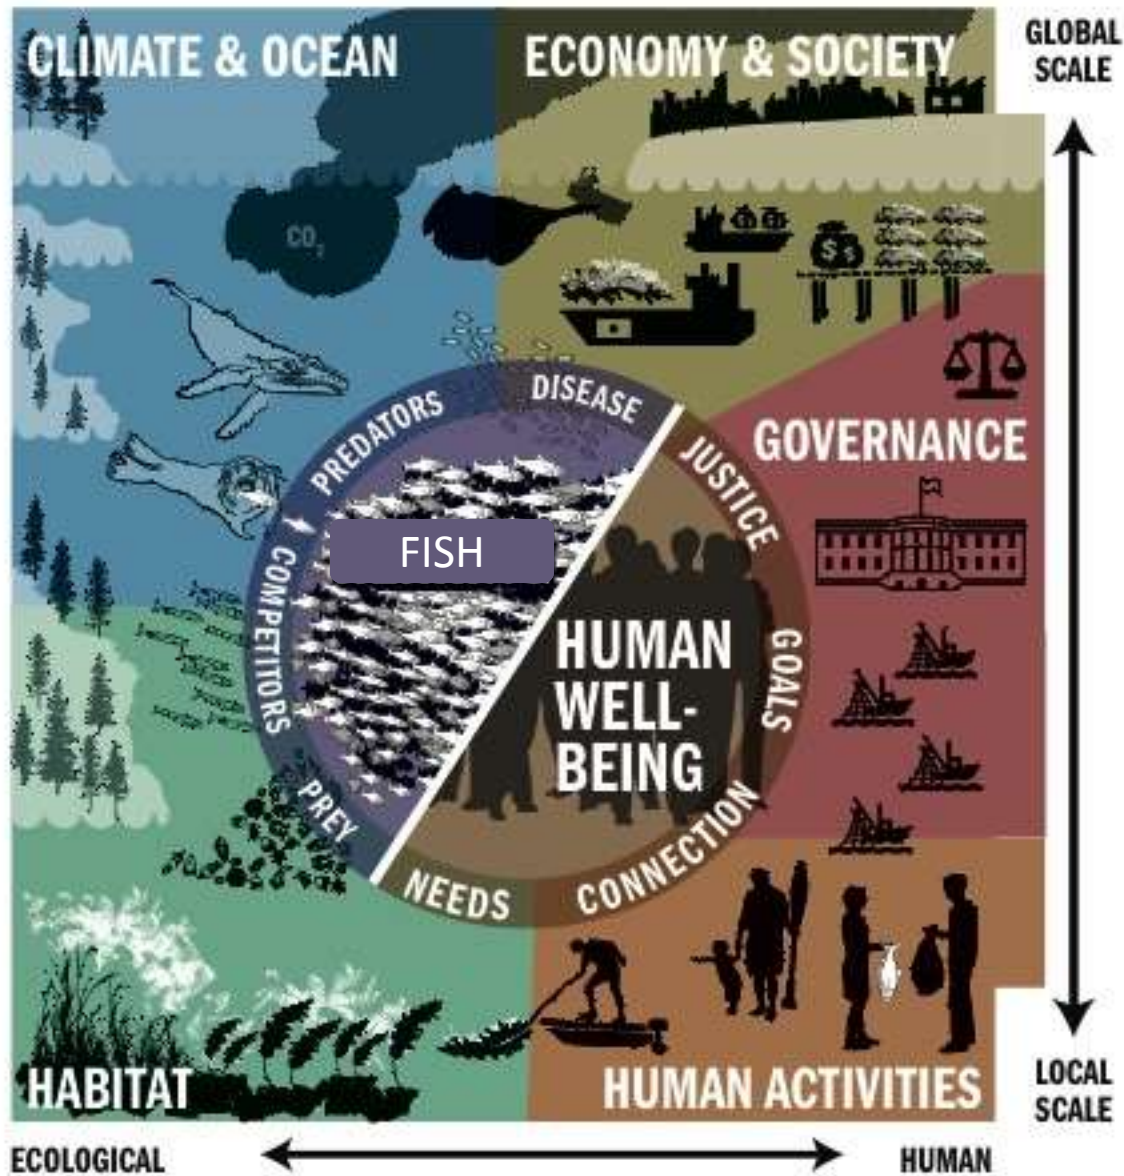 CLIMATE & OCEAN
ECONOMY & SOCIETY
GLOBAL
SCALE
CO₂
$$
PREDATORS
DISEASE
JUSTICE
GOVERNANCE
COMPETITORS
FISH
HUMAN
WELL-
BEING
GOALS
PREY
NEEDS
CONNECTION
HABITAT
HUMAN ACTIVITIES
LOCAL
SCALE
ECOLOGICAL
HUMAN